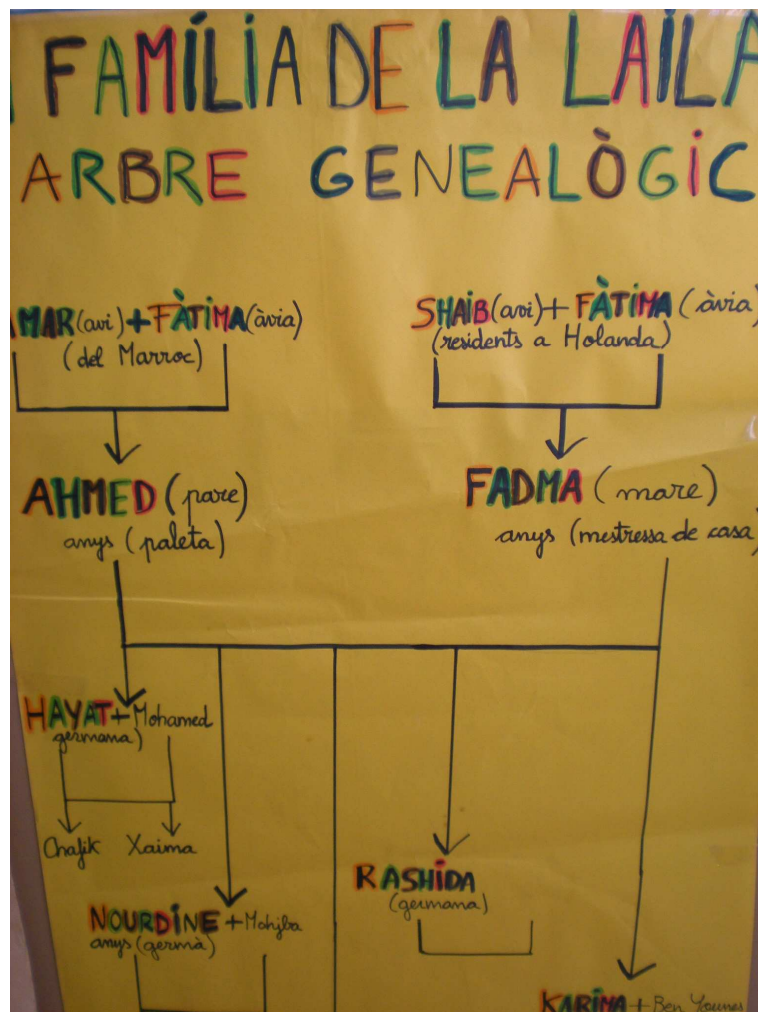 FAMÍLIA DE LA LAILA
ARBRE GENEALÒGIC
MAR (avi) + FÀTIMA (àvia)
(del Marroc)
SHAIB (avi) + FÀTIMA (àvia)
(residents a Holanda)
AHMED (pare)
anys (paleta)
FADMA (mare)
anys (mestressa de casa)
HAYAT + Mohamed
germana)
Chafik Xaima
RASHIDA
(germana)
NOURDINE + Mohjba
anys (germà)
KARIMA + Ben Younes